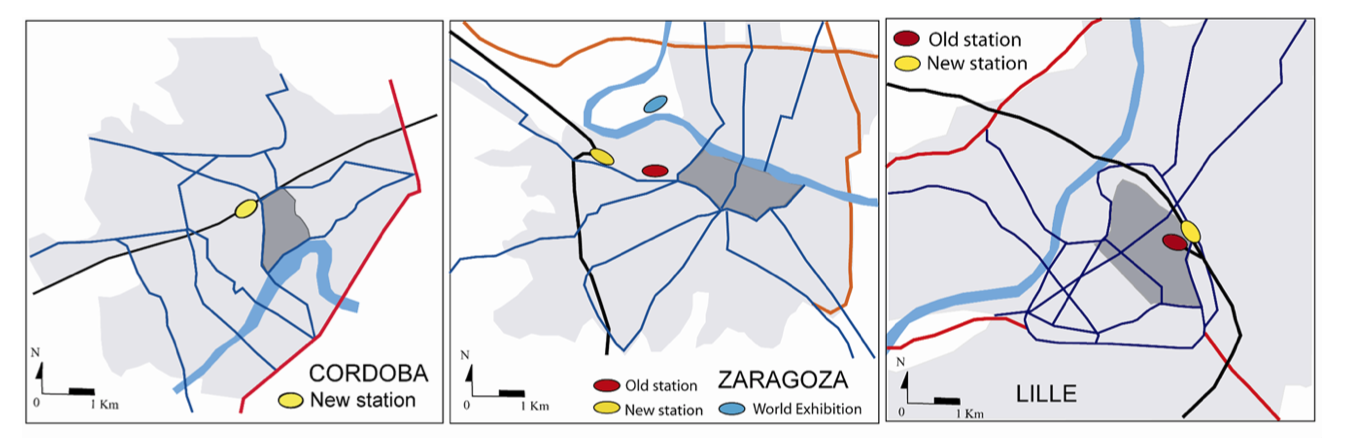 N
0 1 Km
CORDOBA
New station
N
0 1 Km
Old station
New station
ZARAGOZA
World Exhibition
Old station
New station
N
0 1 Km
LILLE